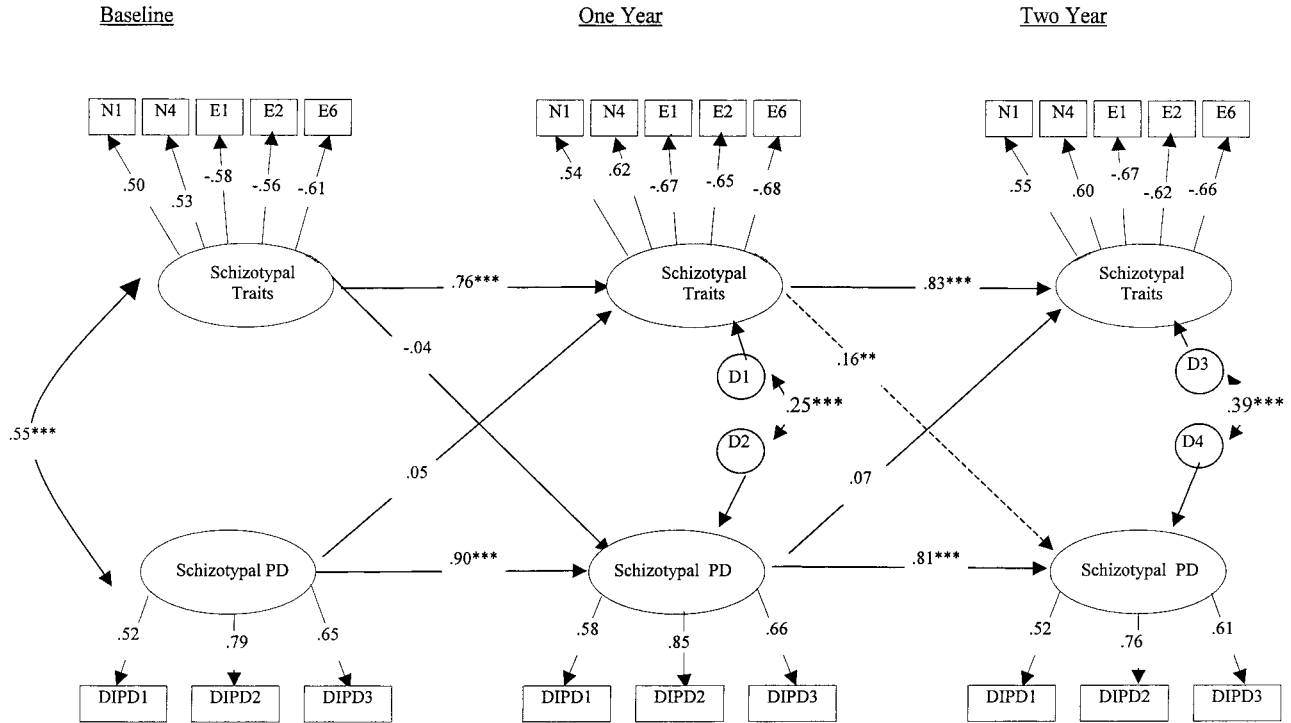 Baseline One Year Two Year
N1 N4 E1 E2 E6 N1 N4 E1 E2 E6 N1 N4 E1 E2 E6
.50 .53 -.58 -.56 -.61 .54 .62 -.67 -.65 -.68 .55 .60 -.67 -.62 -.66
Schizotypal Traits .76*** Schizotypal Traits .83*** Schizotypal Traits
-.04 .16**
D1 D3
.55*** .25*** .39***
D2 D4
.05 .07
Schizotypal PD .90*** Schizotypal PD .81*** Schizotypal PD
.52 .79 .65 .58 .85 .66 .52 .76 .61
DIPD1 DIPD2 DIPD3 DIPD1 DIPD2 DIPD3 DIPD1 DIPD2 DIPD3